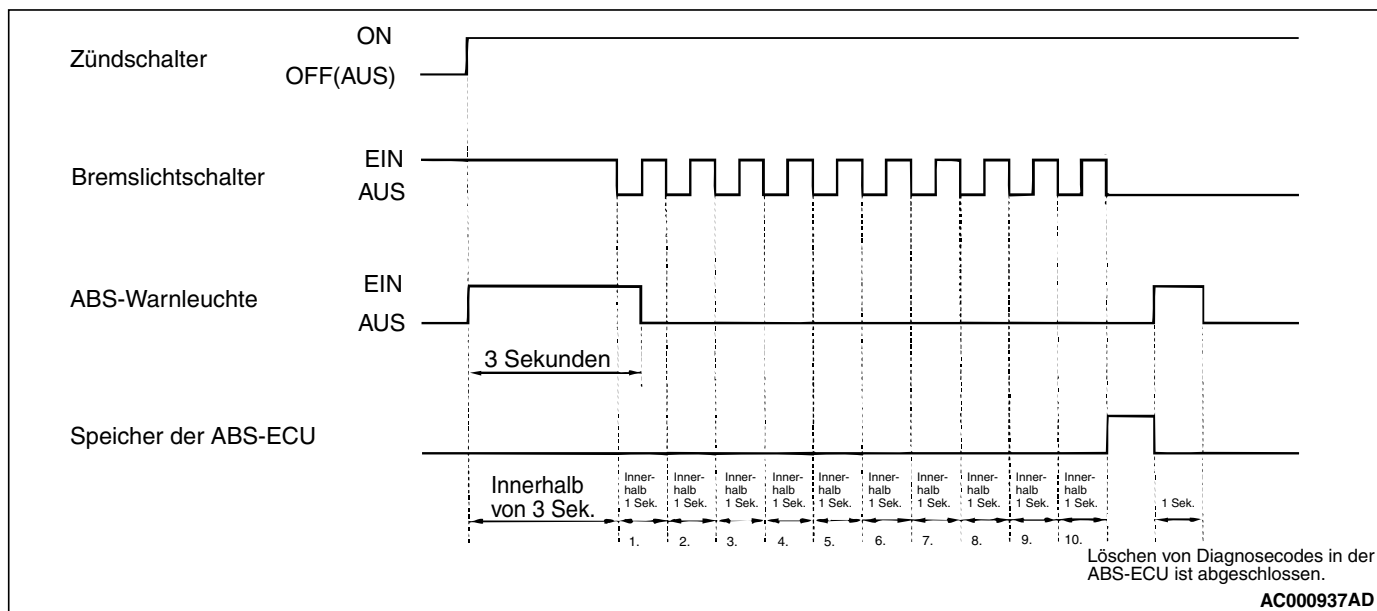 Zündschalter
ON
OFF(AUS)
Bremslichtschalter
EIN
AUS
ABS-Warnleuchte
EIN
AUS
3 Sekunden
Speicher der ABS-ECU
Innerhalb
von 3 Sek.
Inner-
halb
1 Sek.
Inner-
halb
1 Sek.
Inner-
halb
1 Sek.
Inner-
halb
1 Sek.
Inner-
halb
1 Sek.
Inner-
halb
1 Sek.
Inner-
halb
1 Sek.
Inner-
halb
1 Sek.
Inner-
halb
1 Sek.
Inner-
halb
1 Sek.
1 Sek.
1. 2. 3. 4. 5. 6. 7. 8. 9. 10.
Löschen von Diagnosecodes in der
ABS-ECU ist abgeschlossen.
AC000937AD